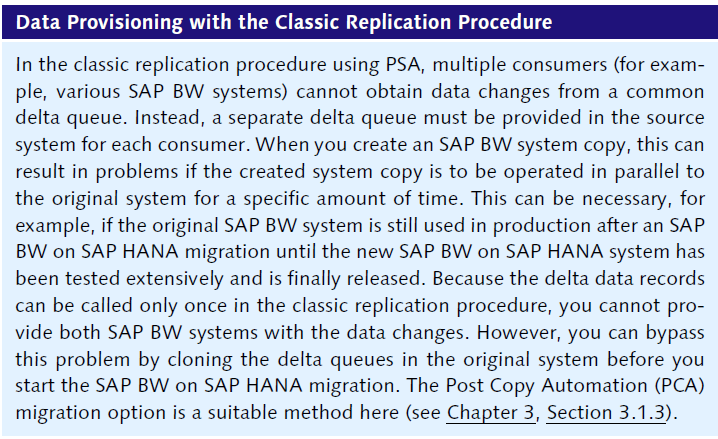 Data Provisioning with the Classic Replication Procedure
In the classic replication procedure using PSA, multiple consumers (for exam-
ple, various SAP BW systems) cannot obtain data changes from a common
delta queue. Instead, a separate delta queue must be provided in the source
system for each consumer. When you create an SAP BW system copy, this can
result in problems if the created system copy is to be operated in parallel to
the original system for a specific amount of time. This can be necessary, for
example, if the original SAP BW system is still used in production after an SAP
BW on SAP HANA migration until the new SAP BW on SAP HANA system has
been tested extensively and is finally released. Because the delta data records
can be called only once in the classic replication procedure, you cannot pro-
vide both SAP BW systems with the data changes. However, you can bypass
this problem by cloning the delta queues in the original system before you
start the SAP BW on SAP HANA migration. The Post Copy Automation (PCA)
migration option is a suitable method here (see Chapter 3, Section 3.1.3).